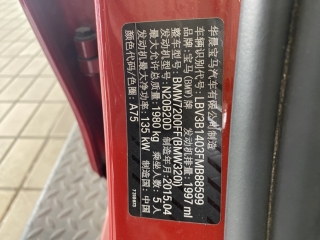 华晨宝马汽车有限公司制造
车辆识别代号: LBV3B1403FMB88599
品牌: 宝马(BMW)牌 发动机排量: 1997 ml
整车型号: BMW7200FF(BMW320i)
发动机型号: N20B20D 制造年月: 2015.04
最大允许总质量: 1980 kg 乘坐人数: 5 人
发动机最大净功率: 135 kW 制造国: 中国
色代码/色圈: A75